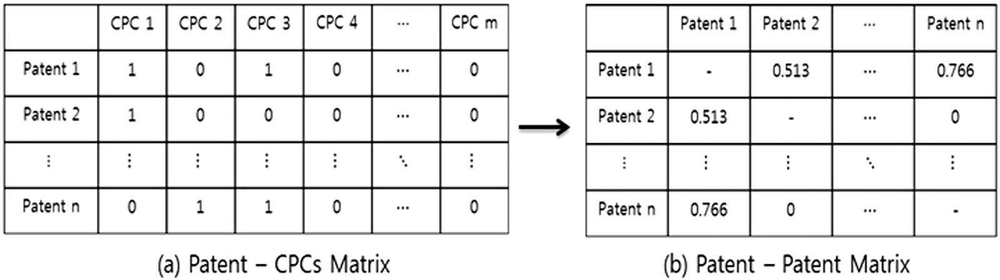 CPC 1 CPC 2 CPC 3 CPC 4 ... CPC m
Patent 1 1 0 1 0 ... 0
Patent 2 1 0 0 0 ... 0
⋮ ⋮ ⋮ ⋮ ⋮ ⋱ ⋮
Patent n 0 1 1 0 ... 0
(a) Patent – CPCs Matrix
Patent 1 Patent 2 ... Patent n
Patent 1 - 0.513 ... 0.766
Patent 2 0.513 - ... 0
⋮ ⋮ ⋮ ⋱ ⋮
Patent n 0.766 0 ... -
(b) Patent – Patent Matrix